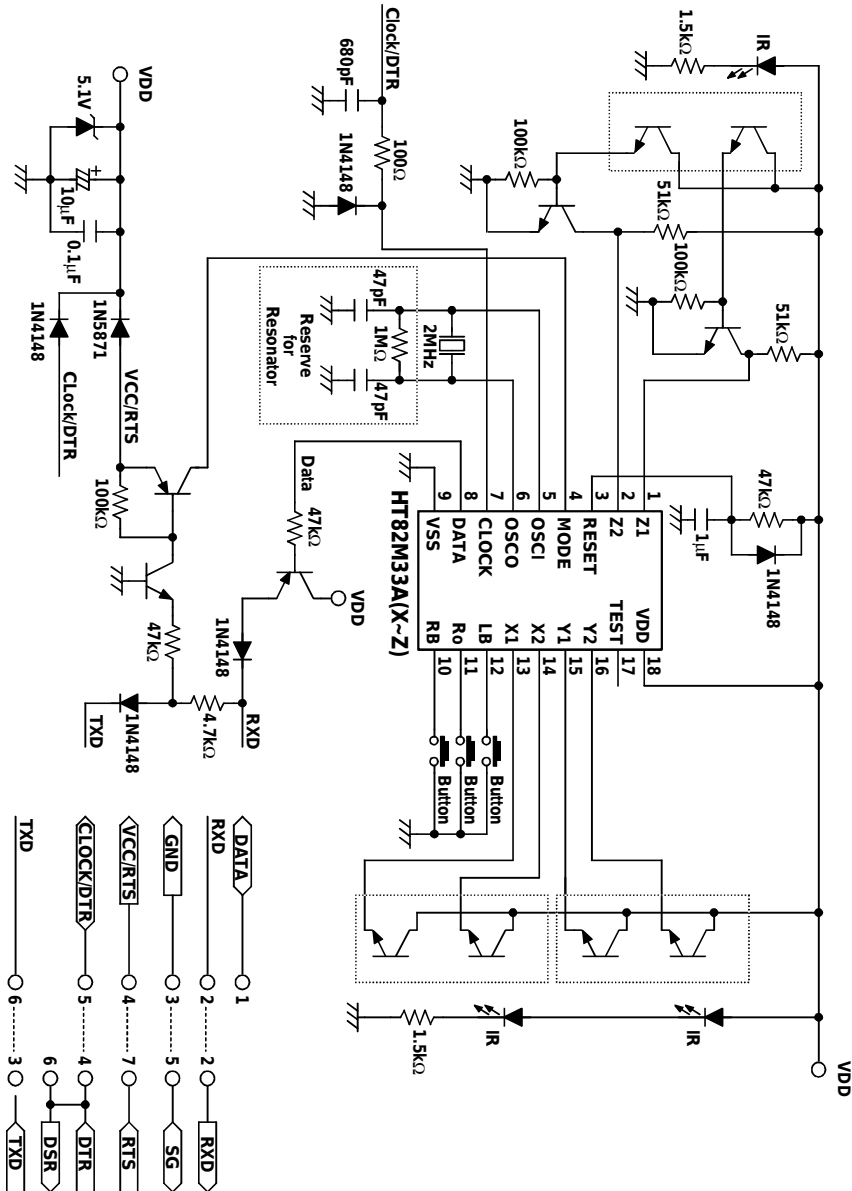 VDD
IR
1.5kΩ
100kΩ
51kΩ
100kΩ
51kΩ
47kΩ
1N4148
1μF
Clock/DTR
680pF
100Ω
1N4148
47pF
1MΩ
47pF
2MHz
Reserve
for
Resonator
VDD
5.1V
+
10μF
0.1μF
1N5871
1N4148
VCC/RTS
CLock/DTR
100kΩ
47kΩ
Data
47kΩ
VDD
1N4148
RXD
4.7kΩ
1N4148
TXD
1 Z1
2 Z2
3 RESET
4 MODE
5 OSCI
6 OSCO
7 CLOCK
8 DATA
9 VSS
VDD 18
TEST 17
Y2 16
Y1 15
X2 14
X1 13
LB 12
Ro 11
RB 10
HT82M33A(X~Z)
Button
Button
Button
IR
IR
1.5kΩ
DATA 1
RXD 2 2 RXD
GND 3 5 SG
VCC/RTS 4 7 RTS
CLOCK/DTR 5 4 DTR
6 DSR
TXD 6 3 TXD